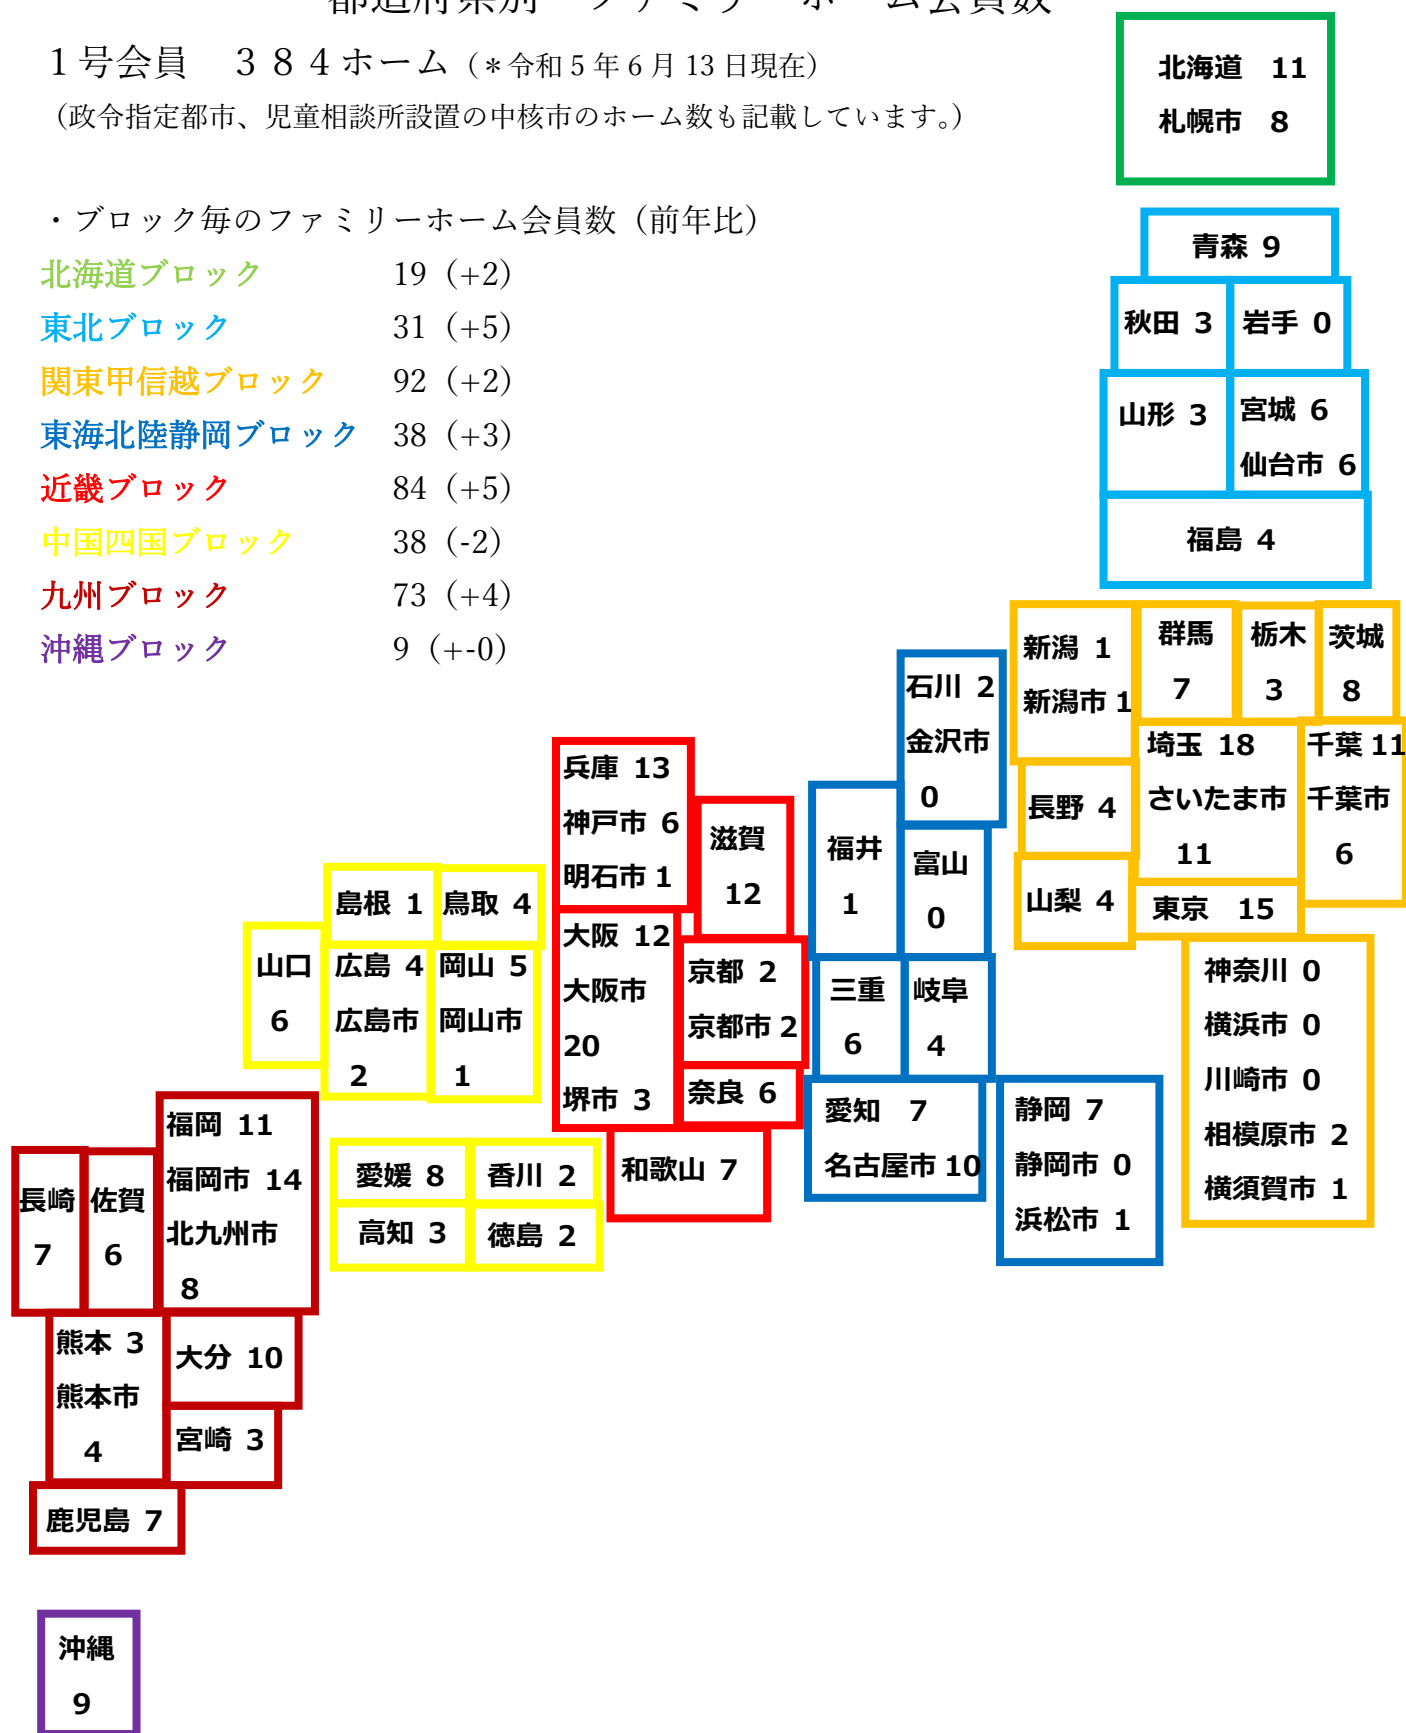 都道府県別 ファミリーホーム会員数
１号会員 ３８４ホーム（＊令和５年６月13日現在）
（政令指定都市、児童相談所設置の中核市のホーム数も記載しています。）
・ブロック毎のファミリーホーム会員数（前年比）
北海道ブロック 19（+2）
東北ブロック 31（+5）
関東甲信越ブロック 92（+2）
東海北陸静岡ブロック 38（+3）
近畿ブロック 84（+5）
中国四国ブロック 38（-2）
九州ブロック 73（+4）
沖縄ブロック 9（+-0）
北海道 11
札幌市 8
青森 9
秋田 3
岩手 0
山形 3
宮城 6
仙台市 6
福島 4
新潟 1
新潟市 1
群馬
7
栃木
3
茨城
8
埼玉 18
さいたま市
11
千葉 11
千葉市
6
長野 4
山梨 4
東京 15
神奈川 0
横浜市 0
川崎市 0
相模原市 2
横須賀市 1
石川 2
金沢市
0
福井
1
富山
0
三重
6
岐阜
4
愛知 7
名古屋市 10
静岡 7
静岡市 0
浜松市 1
兵庫 13
神戸市 6
明石市 1
滋賀
12
大阪 12
大阪市
20
堺市 3
京都 2
京都市 2
奈良 6
和歌山 7
島根 1
鳥取 4
山口
6
広島 4
広島市
2
岡山 5
岡山市
1
愛媛 8
香川 2
高知 3
徳島 2
福岡 11
福岡市 14
北九州市
8
長崎
7
佐賀
6
熊本 3
熊本市
4
大分 10
宮崎 3
鹿児島 7
沖縄
9